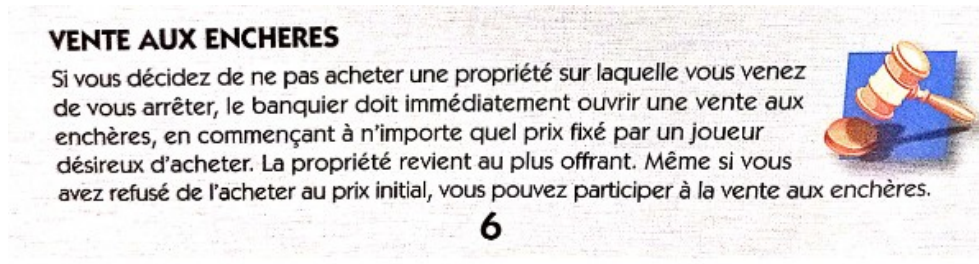 VENTE AUX ENCHERES
Si vous décidez de ne pas acheter une propriété sur laquelle vous venez
de vous arrêter, le banquier doit immédiatement ouvrir une vente aux
enchères, en commençant à n'importe quel prix fixé par un joueur
désireux d'acheter. La propriété revient au plus offrant. Même si vous
avez refusé de l'acheter au prix initial, vous pouvez participer à la vente aux enchères.
6